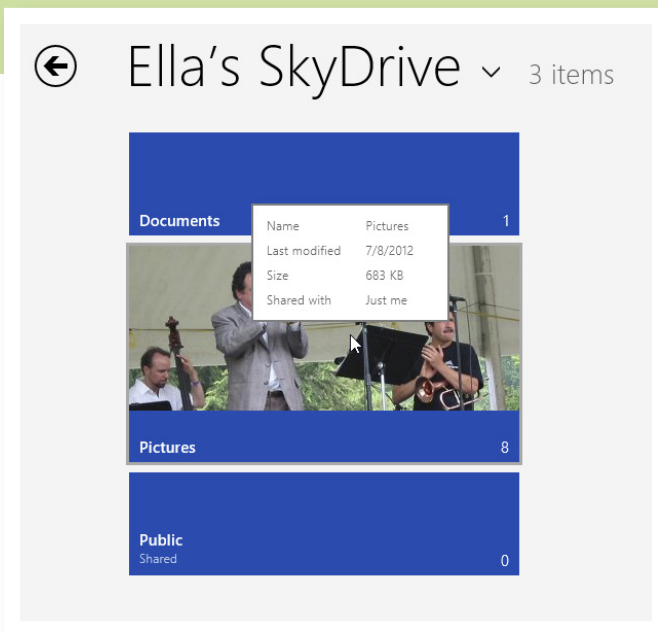 Ella's SkyDrive 3 items
Documents 1
Name Pictures
Last modified 7/8/2012
Size 683 KB
Shared with Just me
Pictures 8
Public
Shared 0